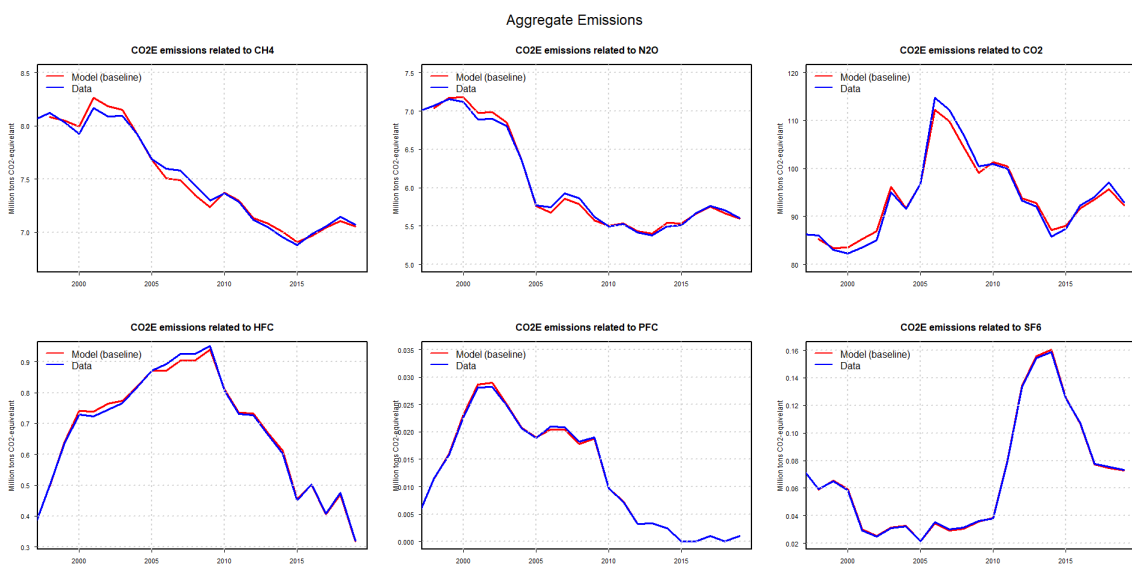 Aggregate Emissions
CO2E emissions related to CH4
Million tons CO2-equivelant
8.5
8.0
7.5
7.0
Model (baseline)
Data
2000 2005 2010 2015
CO2E emissions related to N2O
Million tons CO2-equivelant
7.5
7.0
6.5
6.0
5.5
5.0
Model (baseline)
Data
2000 2005 2010 2015
CO2E emissions related to CO2
Million tons CO2-equivelant
120
110
100
90
80
Model (baseline)
Data
2000 2005 2010 2015
CO2E emissions related to HFC
Million tons CO2-equivelant
0.9
0.8
0.7
0.6
0.5
0.4
0.3
Model (baseline)
Data
2000 2005 2010 2015
CO2E emissions related to PFC
Million tons CO2-equivelant
0.035
0.030
0.025
0.020
0.015
0.010
0.005
0.000
Model (baseline)
Data
2000 2005 2010 2015
CO2E emissions related to SF6
Million tons CO2-equivelant
0.16
0.14
0.12
0.10
0.08
0.06
0.04
0.02
Model (baseline)
Data
2000 2005 2010 2015